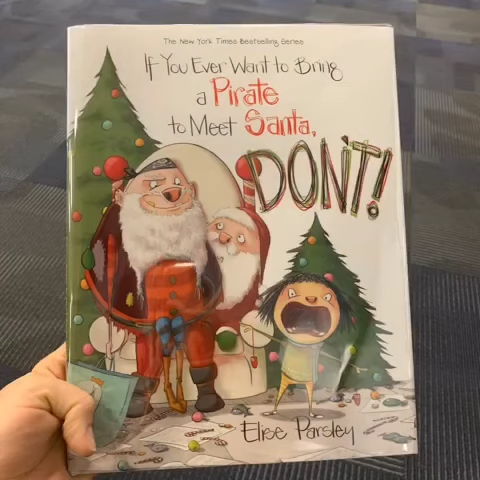 The New York Times Bestselling Series
If You Ever Want to Bring
a Pirate
to Meet Santa,
DON'T!
Elise Parsley